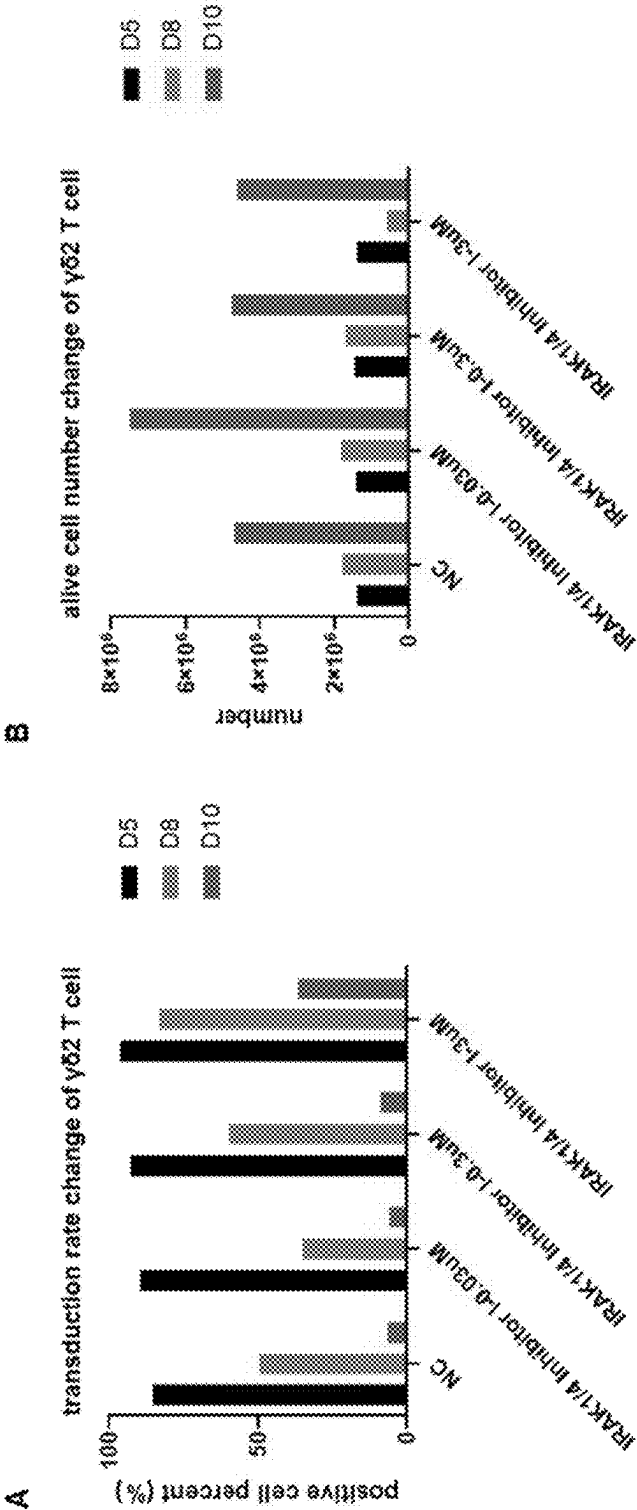 A
transduction rate change of γδ2 T cell
positive cell percent (%)
100
50
0
NC
IRAK1/4 Inhibitor I-0.03uM
IRAK1/4 Inhibitor I-0.3uM
IRAK1/4 Inhibitor I-3uM
D5
D8
D10
B
alive cell number change of γδ2 T cell
number
8×10⁶
6×10⁶
4×10⁶
2×10⁶
0
NC
IRAK1/4 Inhibitor I-0.03uM
IRAK1/4 Inhibitor I-0.3uM
IRAK1/4 Inhibitor I-3uM
D5
D8
D10